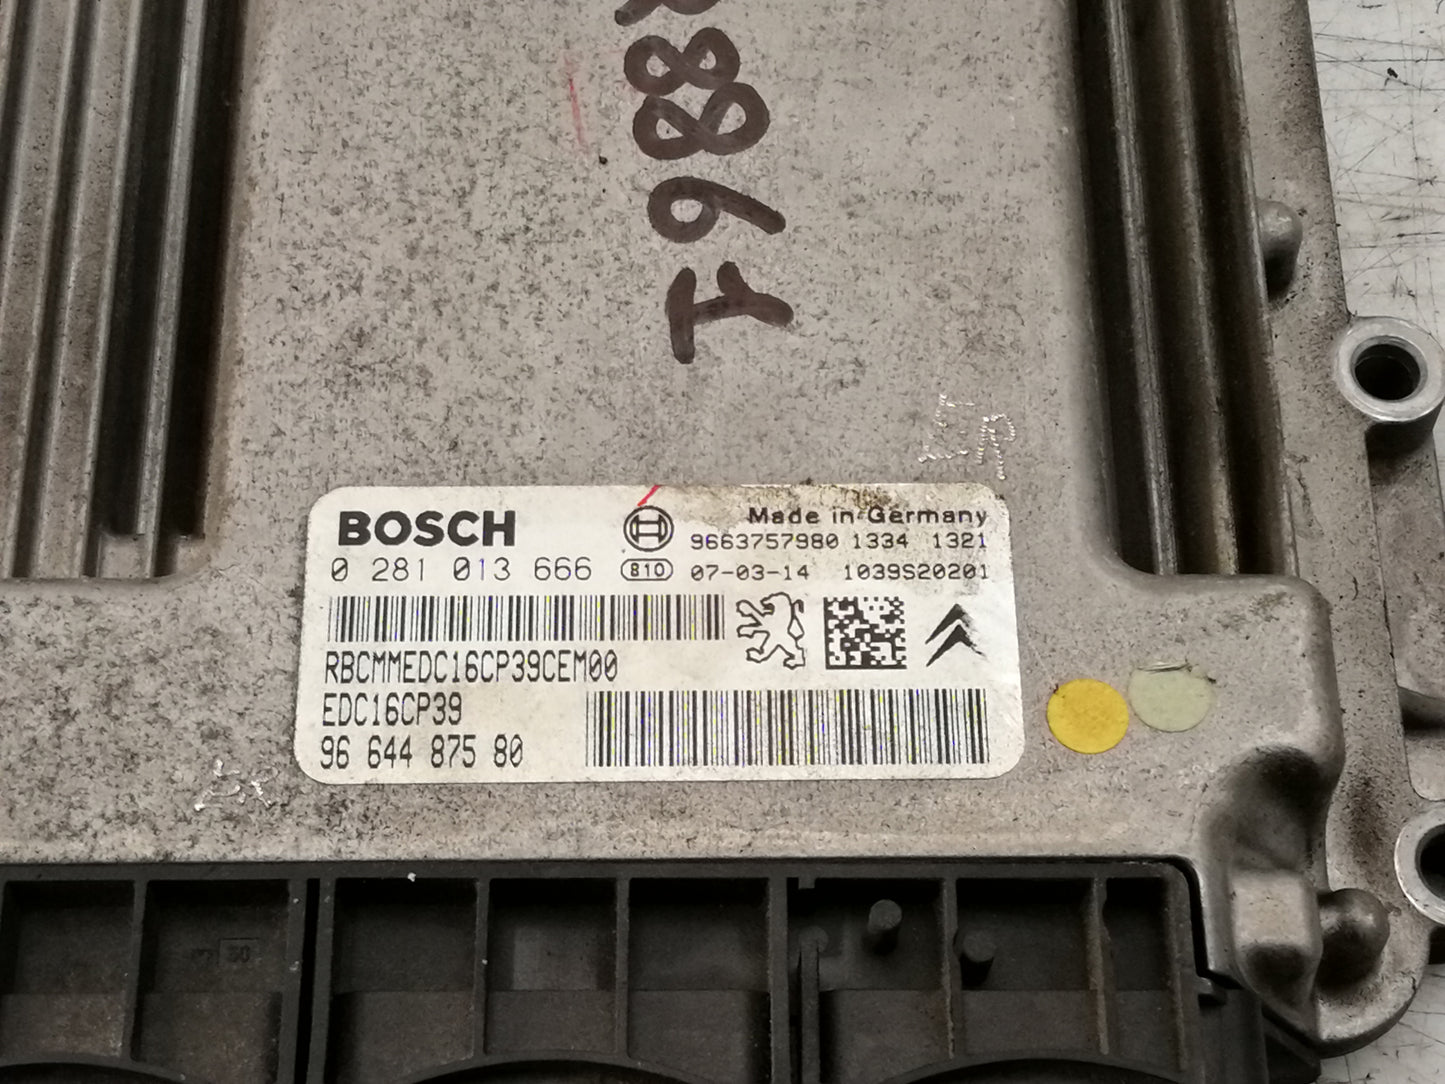 BOSCH
Made in Germany
9663757980 1334 1321
0 281 013 666 810 07-03-14 1039S20201
RBCMMEDC16CP39CEM00
EDC16CP39
96 644 875 80